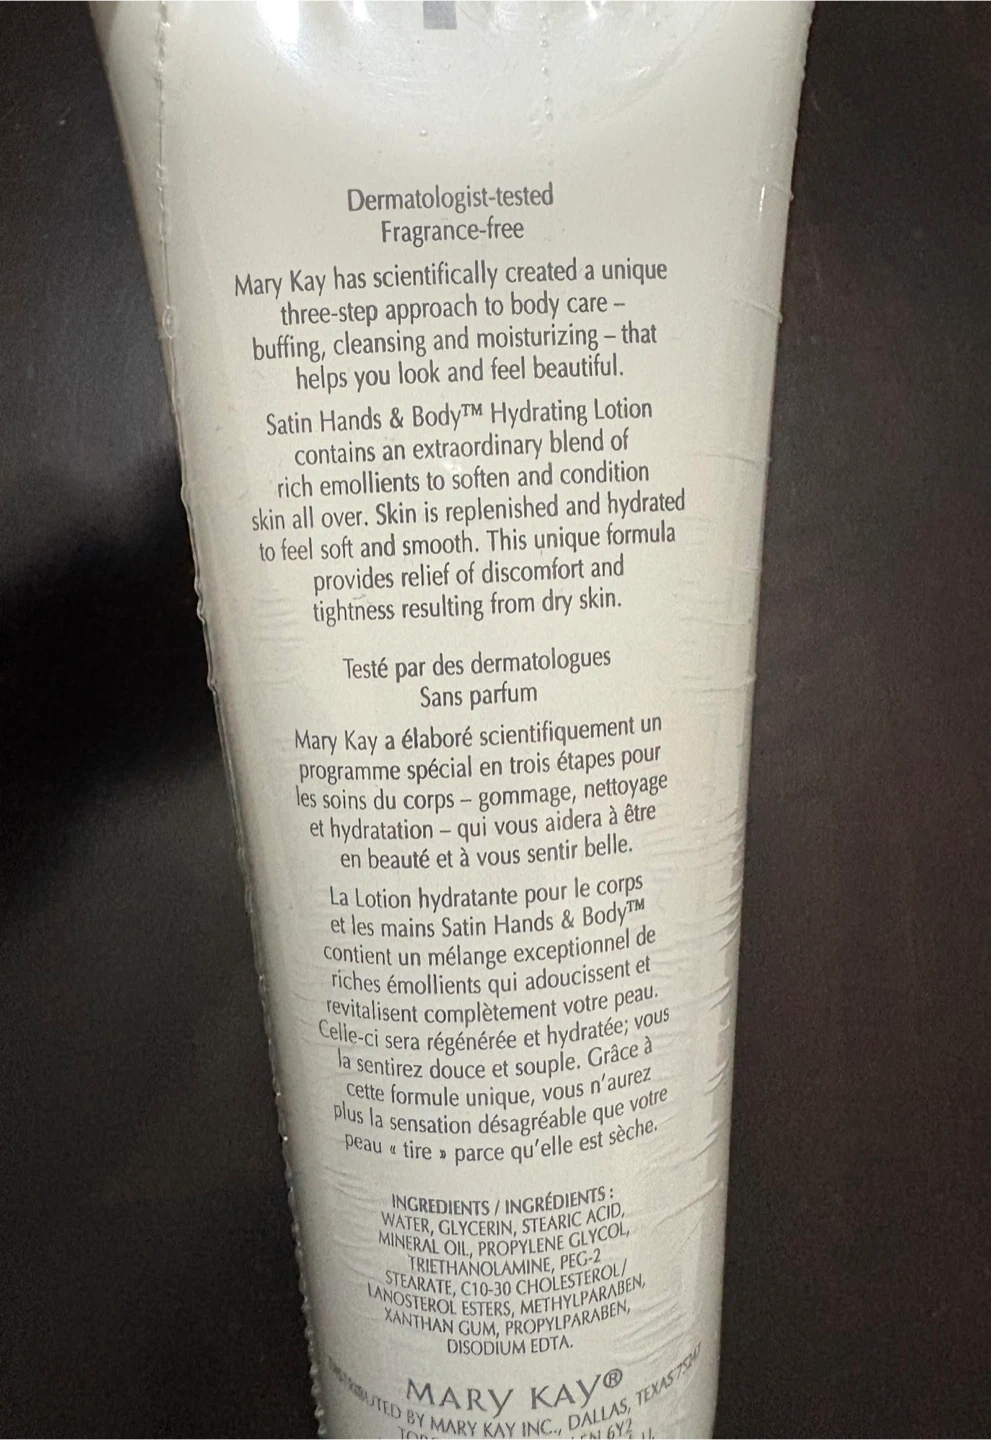 Dermatologist-tested
Fragrance-free
Mary Kay has scientifically created a unique
three-step approach to body care –
buffing, cleansing and moisturizing – that
helps you look and feel beautiful.
Satin Hands & Body™ Hydrating Lotion
contains an extraordinary blend of
rich emollients to soften and condition
skin all over. Skin is replenished and hydrated
to feel soft and smooth. This unique formula
provides relief of discomfort and
tightness resulting from dry skin.
Testé par des dermatologues
Sans parfum
Mary Kay a élaboré scientifiquement un
programme spécial en trois étapes pour
les soins du corps – gommage, nettoyage
et hydratation – qui vous aidera à être
en beauté et à vous sentir belle.
La Lotion hydratante pour le corps
et les mains Satin Hands & Body™
contient un mélange exceptionnel de
riches émollients qui adoucissent et
revitalisent complètement votre peau.
Celle-ci sera régénérée et hydratée; vous
la sentirez douce et souple. Grâce à
cette formule unique, vous n'aurez
plus la sensation désagréable que votre
peau « tire » parce qu'elle est sèche.
INGREDIENTS / INGRÉDIENTS :
WATER, GLYCERIN, STEARIC ACID,
MINERAL OIL, PROPYLENE GLYCOL,
TRIETHANOLAMINE, PEG-2
STEARATE, C10-30 CHOLESTEROL/
LANOSTEROL ESTERS, METHYLPARABEN,
XANTHAN GUM, PROPYLPARABEN,
DISODIUM EDTA.
MARY KAY®
DISTRIBUTED BY MARY KAY INC., DALLAS, TEXAS 75247
6Y2